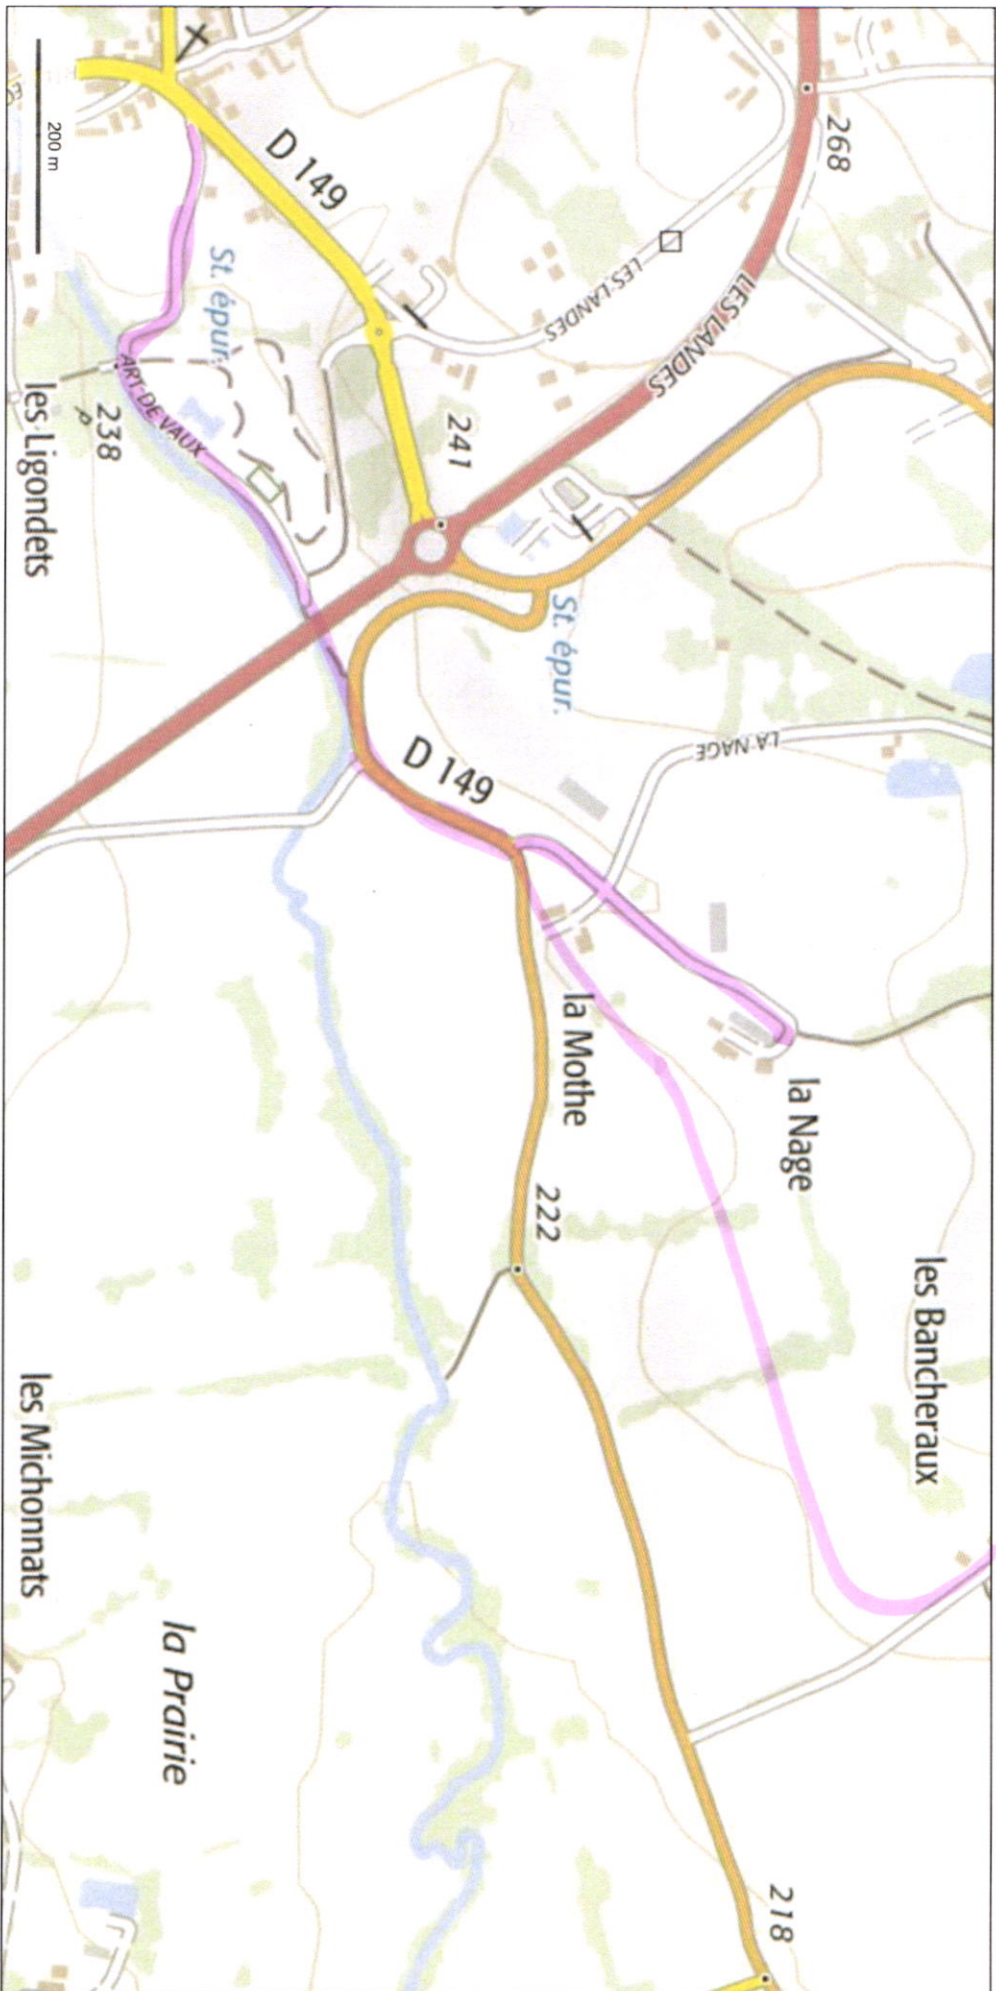 268
D 149
200 m
LES LANDES
LES LANDES
St. épur.
241
ART DE VAUX
238
les Ligondets
St. épur.
LA NAGE
D 149
la Mothe
la Nage
222
les Bancheraux
les Michonnats
la Prairie
218